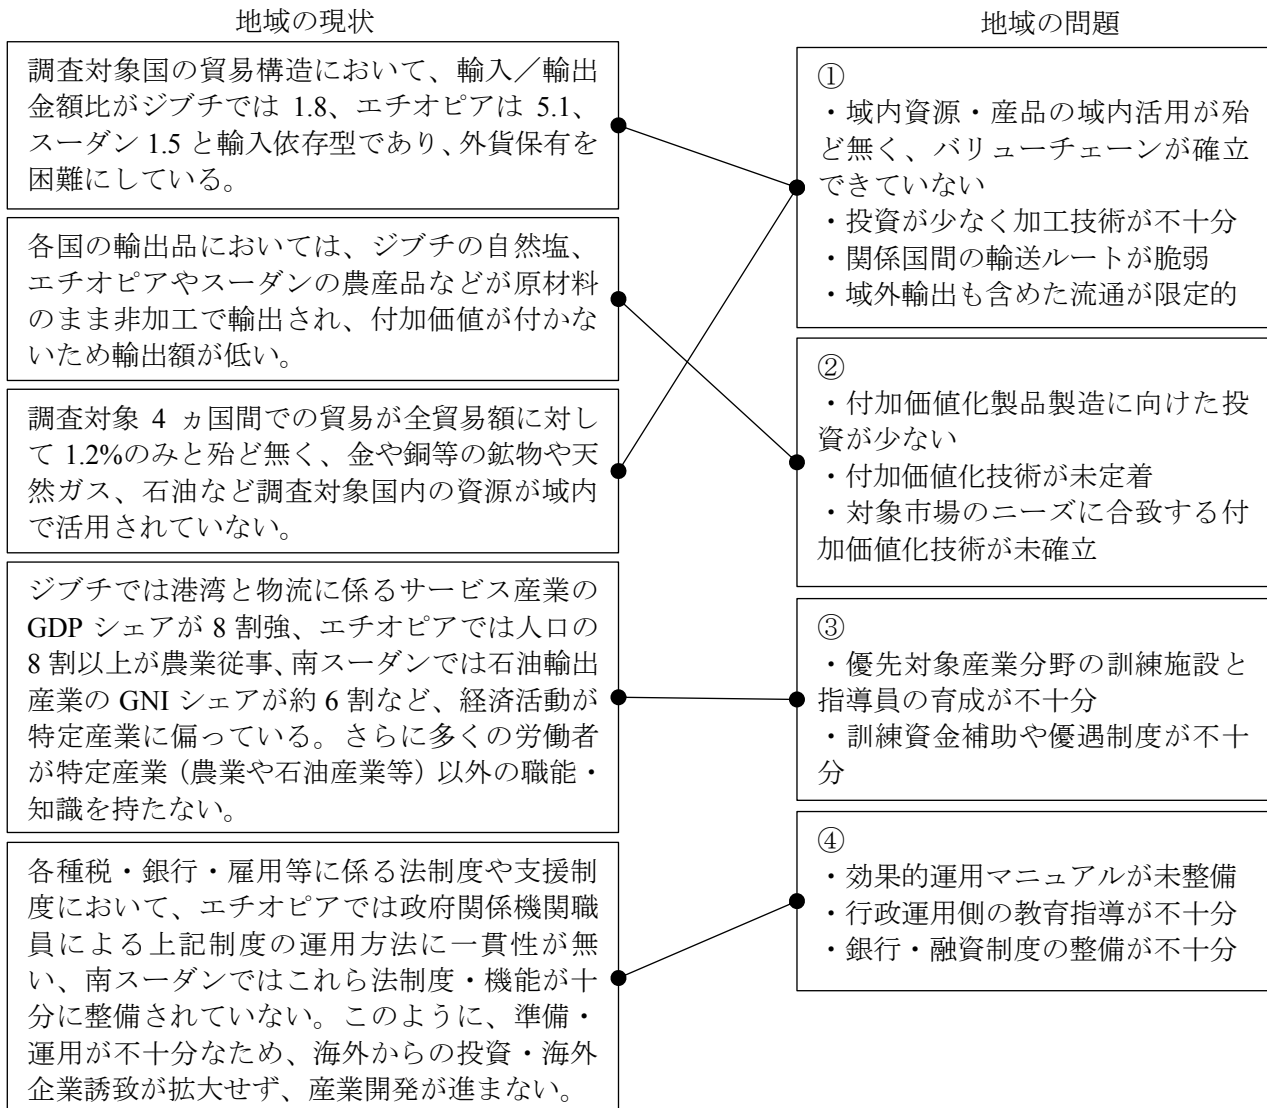 地域の現状
調査対象国の貿易構造において、輸入／輸出
金額比がジブチでは 1.8、エチオピアは 5.1、
スーダン 1.5 と輸入依存型であり、外貨保有を
困難にしている。
各国の輸出品においては、ジブチの自然塩、
エチオピアやスーダンの農産品などが原材料
のまま非加工で輸出され、付加価値が付かな
いため輸出額が低い。
調査対象 4 ヵ国間での貿易が全貿易額に対し
て 1.2%のみと殆ど無く、金や銅等の鉱物や天
然ガス、石油など調査対象国内の資源が域内
で活用されていない。
ジブチでは港湾と物流に係るサービス産業の
GDP シェアが 8 割強、エチオピアでは人口の
8 割以上が農業従事、南スーダンでは石油輸出
産業の GNI シェアが約 6 割など、経済活動が
特定産業に偏っている。さらに多くの労働者
が特定産業（農業や石油産業等）以外の職能・
知識を持たない。
各種税・銀行・雇用等に係る法制度や支援制
度において、エチオピアでは政府関係機関職
員による上記制度の運用方法に一貫性が無
い、南スーダンではこれら法制度・機能が十
分に整備されていない。このように、準備・
運用が不十分なため、海外からの投資・海外
企業誘致が拡大せず、産業開発が進まない。
地域の問題
①
・域内資源・産品の域内活用が殆
ど無く、バリューチェーンが確立
できていない
・投資が少なく加工技術が不十分
・関係国間の輸送ルートが脆弱
・域外輸出も含めた流通が限定的
②
・付加価値化製品製造に向けた投
資が少ない
・付加価値化技術が未定着
・対象市場のニーズに合致する付
加価値化技術が未確立
③
・優先対象産業分野の訓練施設と
指導員の育成が不十分
・訓練資金補助や優遇制度が不十
分
④
・効果的運用マニュアルが未整備
・行政運用側の教育指導が不十分
・銀行・融資制度の整備が不十分